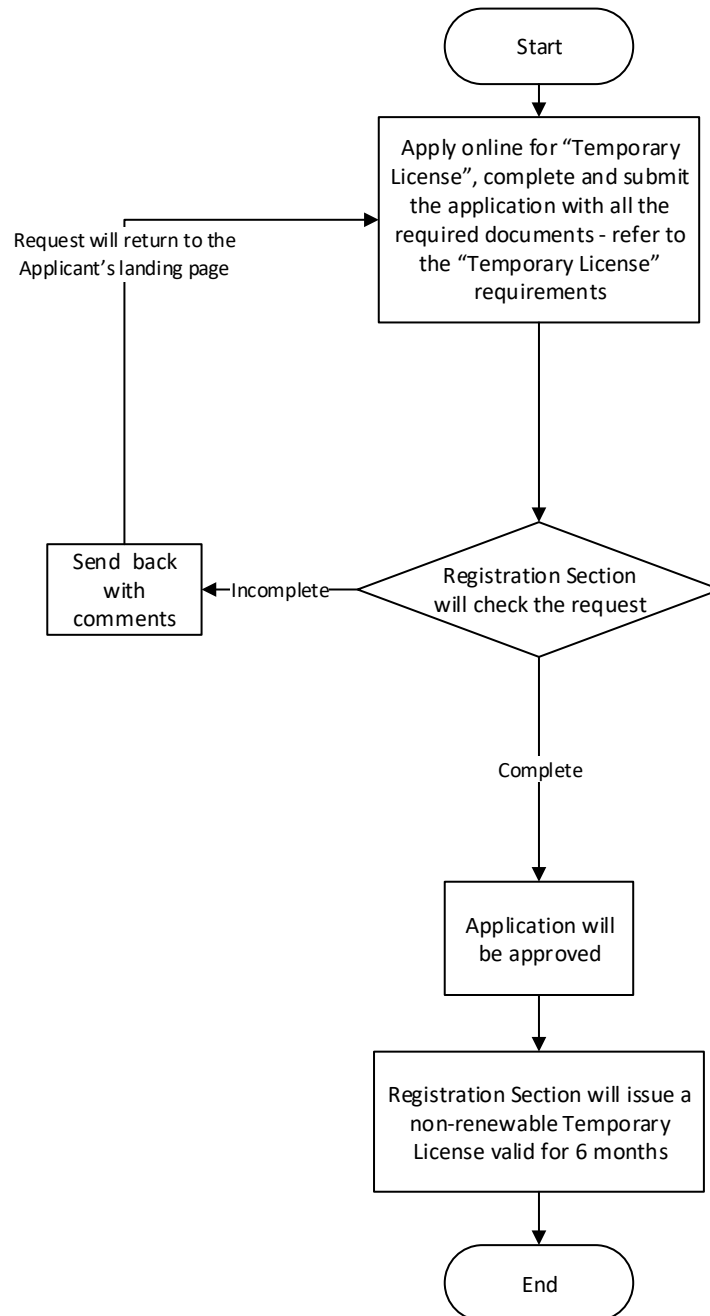 Start
Apply online for “Temporary
License”, complete and submit
the application with all the
required documents - refer to
the “Temporary License”
requirements
Request will return to the
Applicant’s landing page
Send  back
with
comments
Incomplete
Registration Section
will check the request
Complete
Application will
be approved
Registration Section will issue a
non-renewable Temporary
License valid for 6 months
End